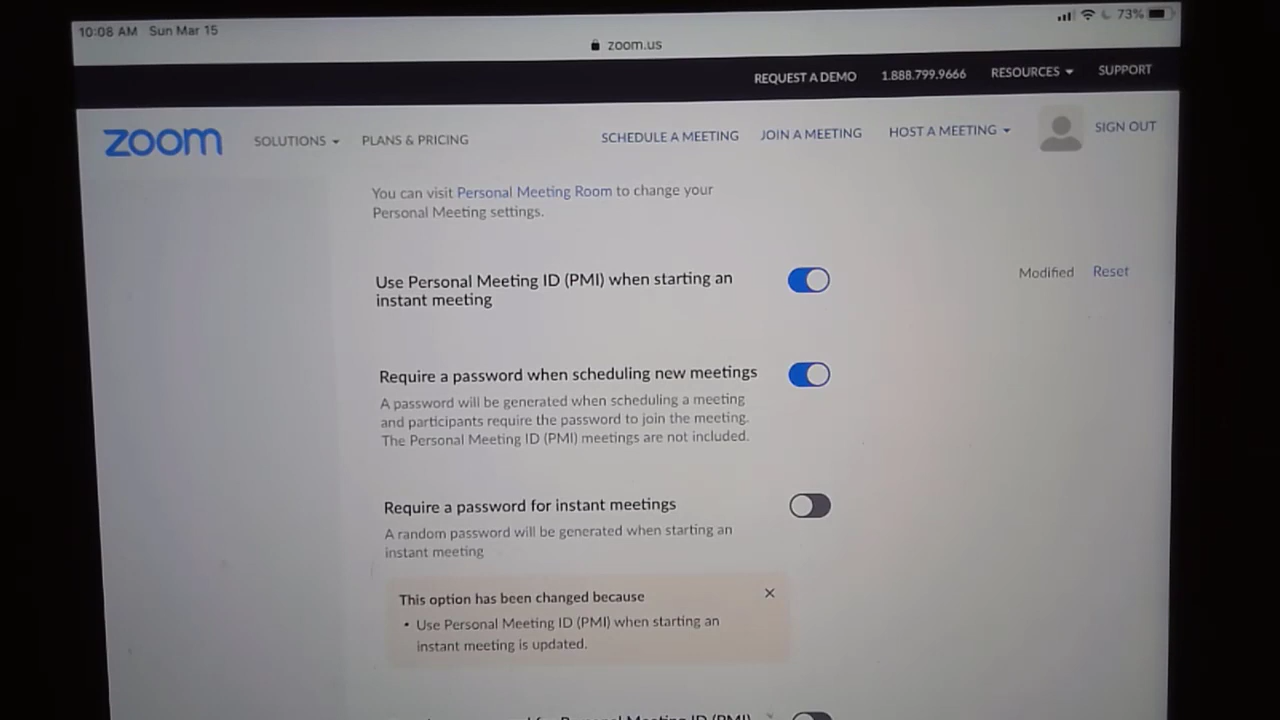 10:08 AM Sun Mar 15
73%
zoom.us
REQUEST A DEMO 1.888.799.9666 RESOURCES SUPPORT
zoom SOLUTIONS PLANS & PRICING SCHEDULE A MEETING JOIN A MEETING HOST A MEETING SIGN OUT
You can visit Personal Meeting Room to change your
Personal Meeting settings.
Use Personal Meeting ID (PMI) when starting an
instant meeting
Modified Reset
Require a password when scheduling new meetings
A password will be generated when scheduling a meeting
and participants require the password to join the meeting.
The Personal Meeting ID (PMI) meetings are not included.
Require a password for instant meetings
A random password will be generated when starting an
instant meeting
This option has been changed because
• Use Personal Meeting ID (PMI) when starting an
instant meeting is updated.
for Personal Meeting ID (PMI)